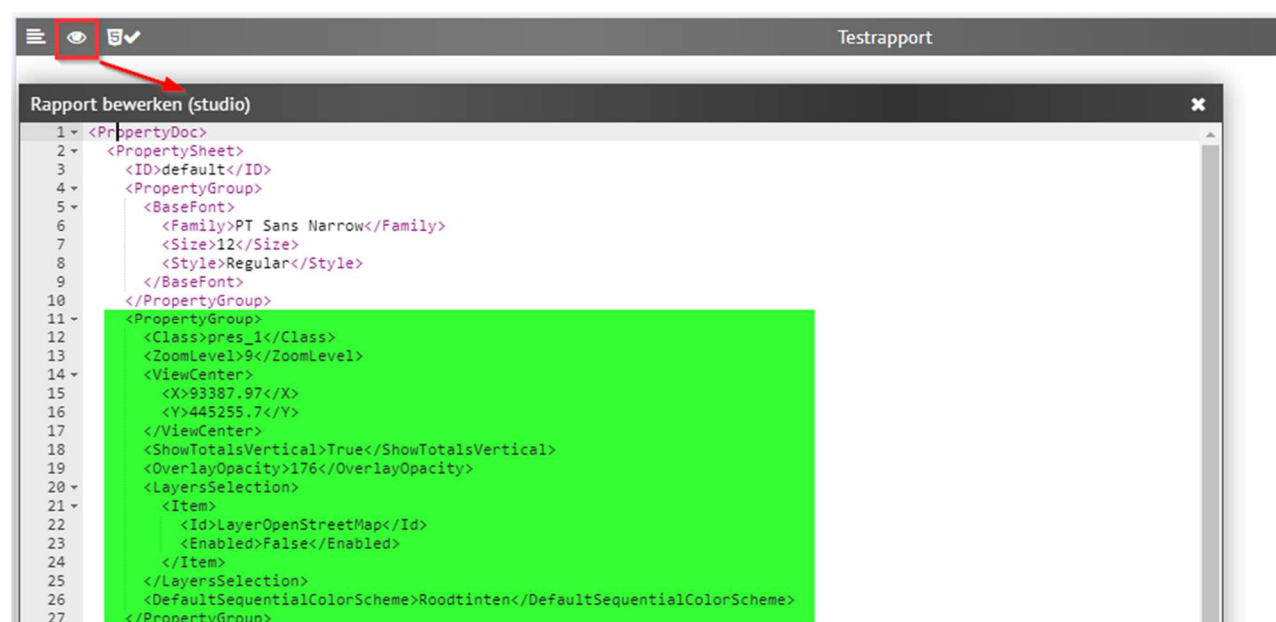 Testrapport
Rapport bewerken (studio)
1 <PropertyDoc>
2 <PropertySheet>
3 <ID>default</ID>
4 <PropertyGroup>
5 <BaseFont>
6 <Family>PT Sans Narrow</Family>
7 <Size>12</Size>
8 <Style>Regular</Style>
9 </BaseFont>
10 </PropertyGroup>
11 <PropertyGroup>
12 <Class>pres_1</Class>
13 <ZoomLevel>9</ZoomLevel>
14 <ViewCenter>
15 <X>93387.97</X>
16 <Y>445255.7</Y>
17 </ViewCenter>
18 <ShowTotalsVertical>True</ShowTotalsVertical>
19 <OverlayOpacity>176</OverlayOpacity>
20 <LayersSelection>
21 <Item>
22 <Id>LayerOpenStreetMap</Id>
23 <Enabled>False</Enabled>
24 </Item>
25 </LayersSelection>
26 <DefaultSequentialColorScheme>Roodtinten</DefaultSequentialColorScheme>
27 </PropertyGroup>